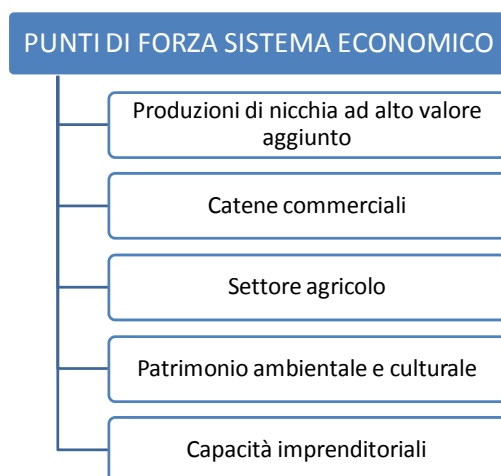 PUNTI DI FORZA SISTEMA ECONOMICO
Produzioni di nicchia ad alto valore
aggiunto
Catene commerciali
Settore agricolo
Patrimonio ambientale e culturale
Capacità imprenditoriali